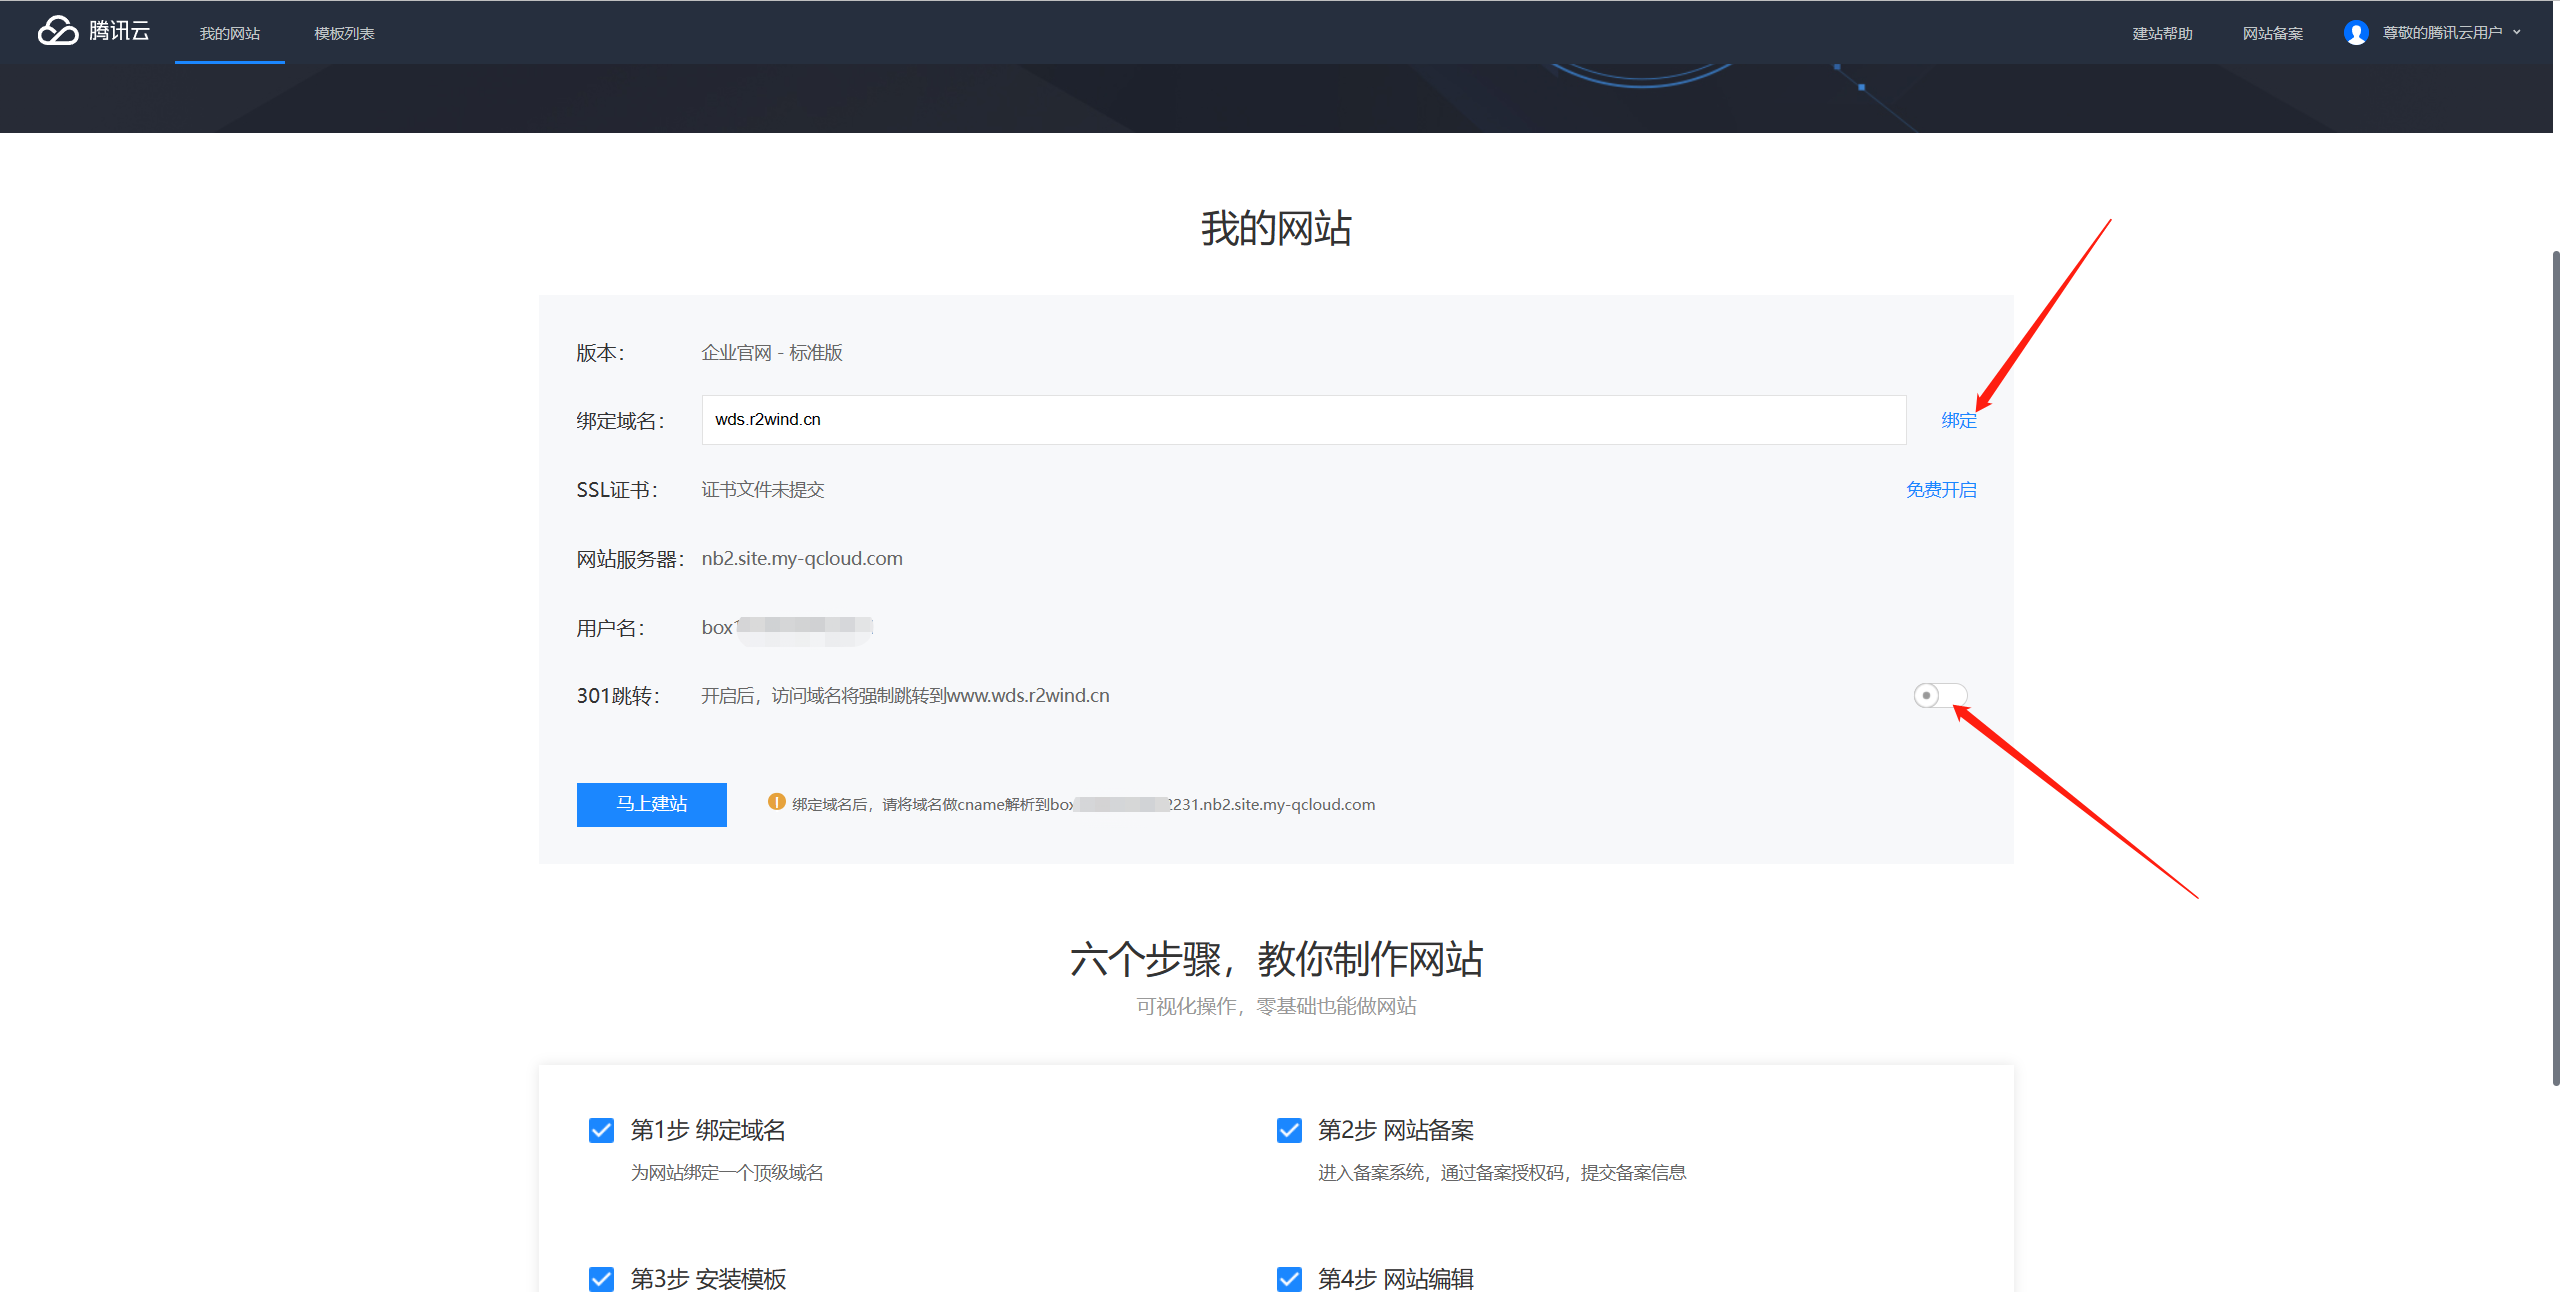 腾讯云 我的网站 模板列表 建站帮助 网站备案 尊敬的腾讯云用户
我的网站
版本： 企业官网 - 标准版
绑定域名： wds.r2wind.cn 绑定
SSL证书： 证书文件未提交 免费开启
网站服务器： nb2.site.my-qcloud.com
用户名： box
301跳转： 开启后，访问域名将强制跳转到www.wds.r2wind.cn
马上建站 绑定域名后，请将域名做cname解析到box 2231.nb2.site.my-qcloud.com
六个步骤，教你制作网站
可视化操作，零基础也能做网站
第1步 绑定域名 第2步 网站备案
为网站绑定一个顶级域名 进入备案系统，通过备案授权码，提交备案信息
第3步 安装模板 第4步 网站编辑